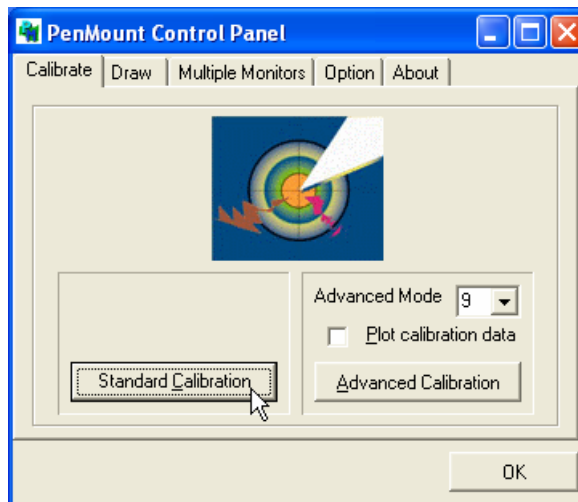 PenMount Control Panel
Calibrate Draw Multiple Monitors Option About
Advanced Mode 9
Plot calibration data
Standard Calibration Advanced Calibration
OK